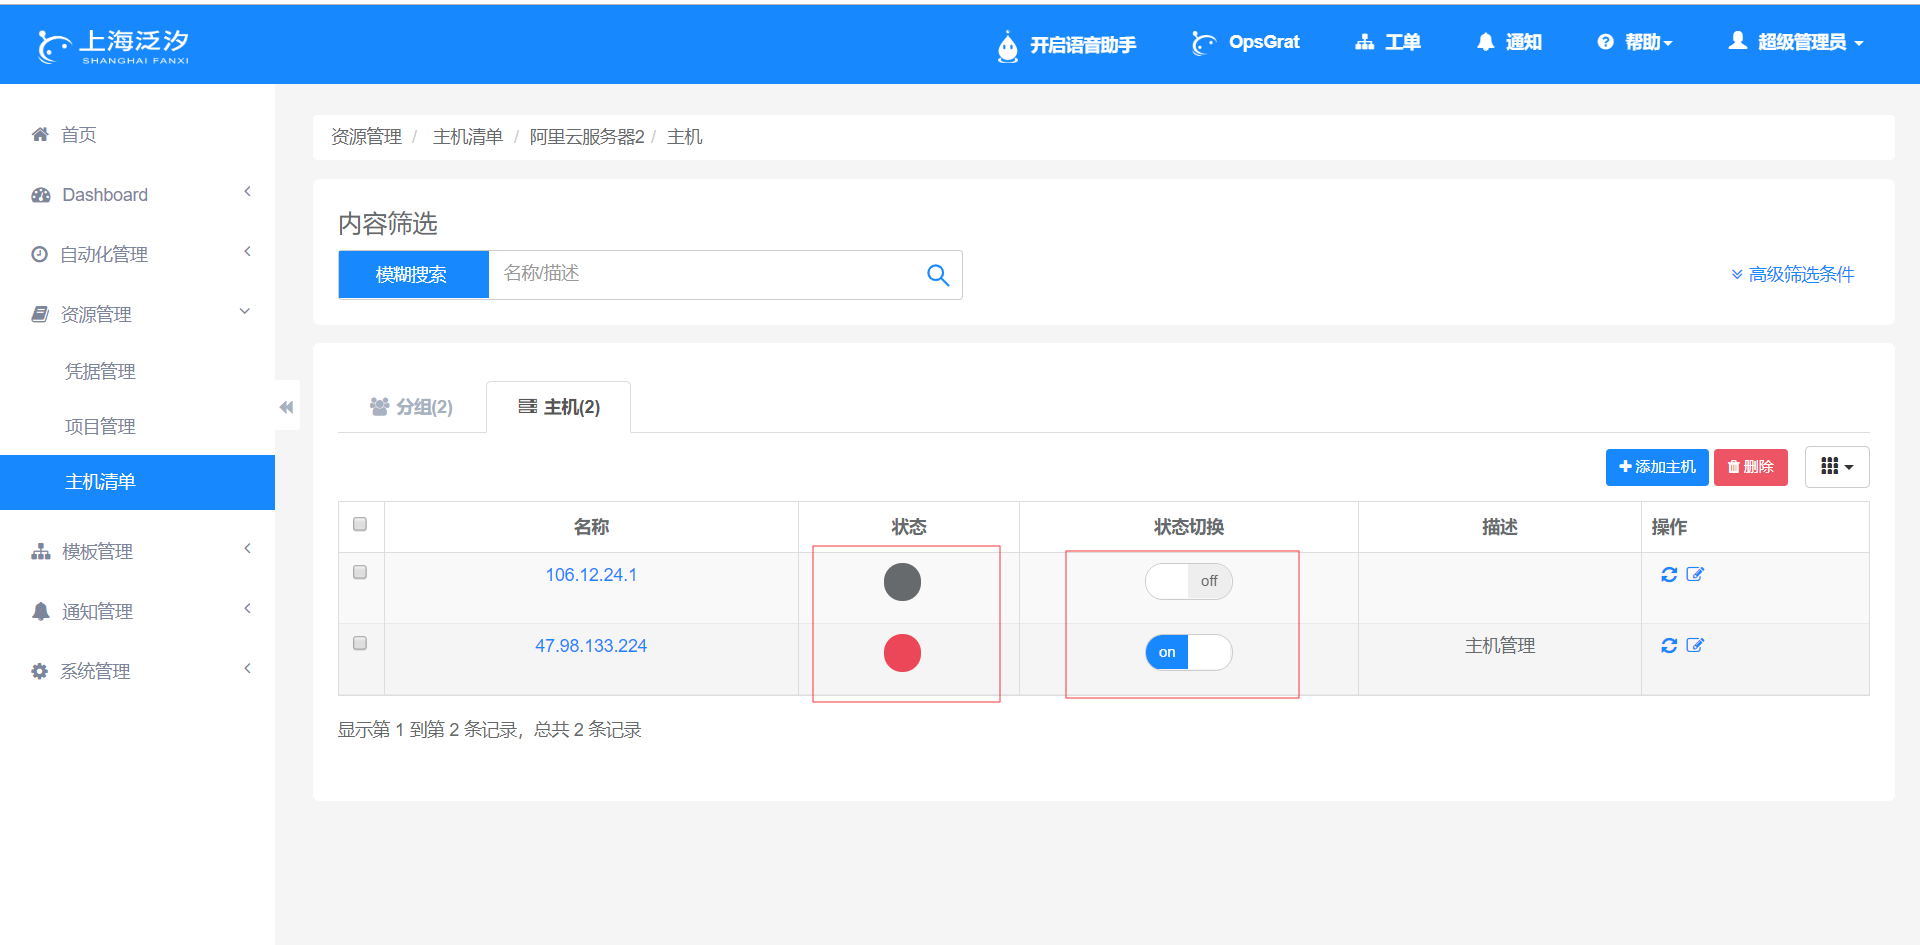 上海泛汐
SHANGHAI FANXI
开启语音助手
OpsGrat
工单
通知
帮助
超级管理员
首页
Dashboard
自动化管理
资源管理
凭据管理
项目管理
主机清单
模板管理
通知管理
系统管理
资源管理 / 主机清单 / 阿里云服务器2 / 主机
内容筛选
模糊搜索 名称/描述
高级筛选条件
分组(2) 主机(2)
添加主机 删除
名称 状态 状态切换 描述 操作
106.12.24.1 off
47.98.133.224 on 主机管理
显示第 1 到第 2 条记录，总共 2 条记录